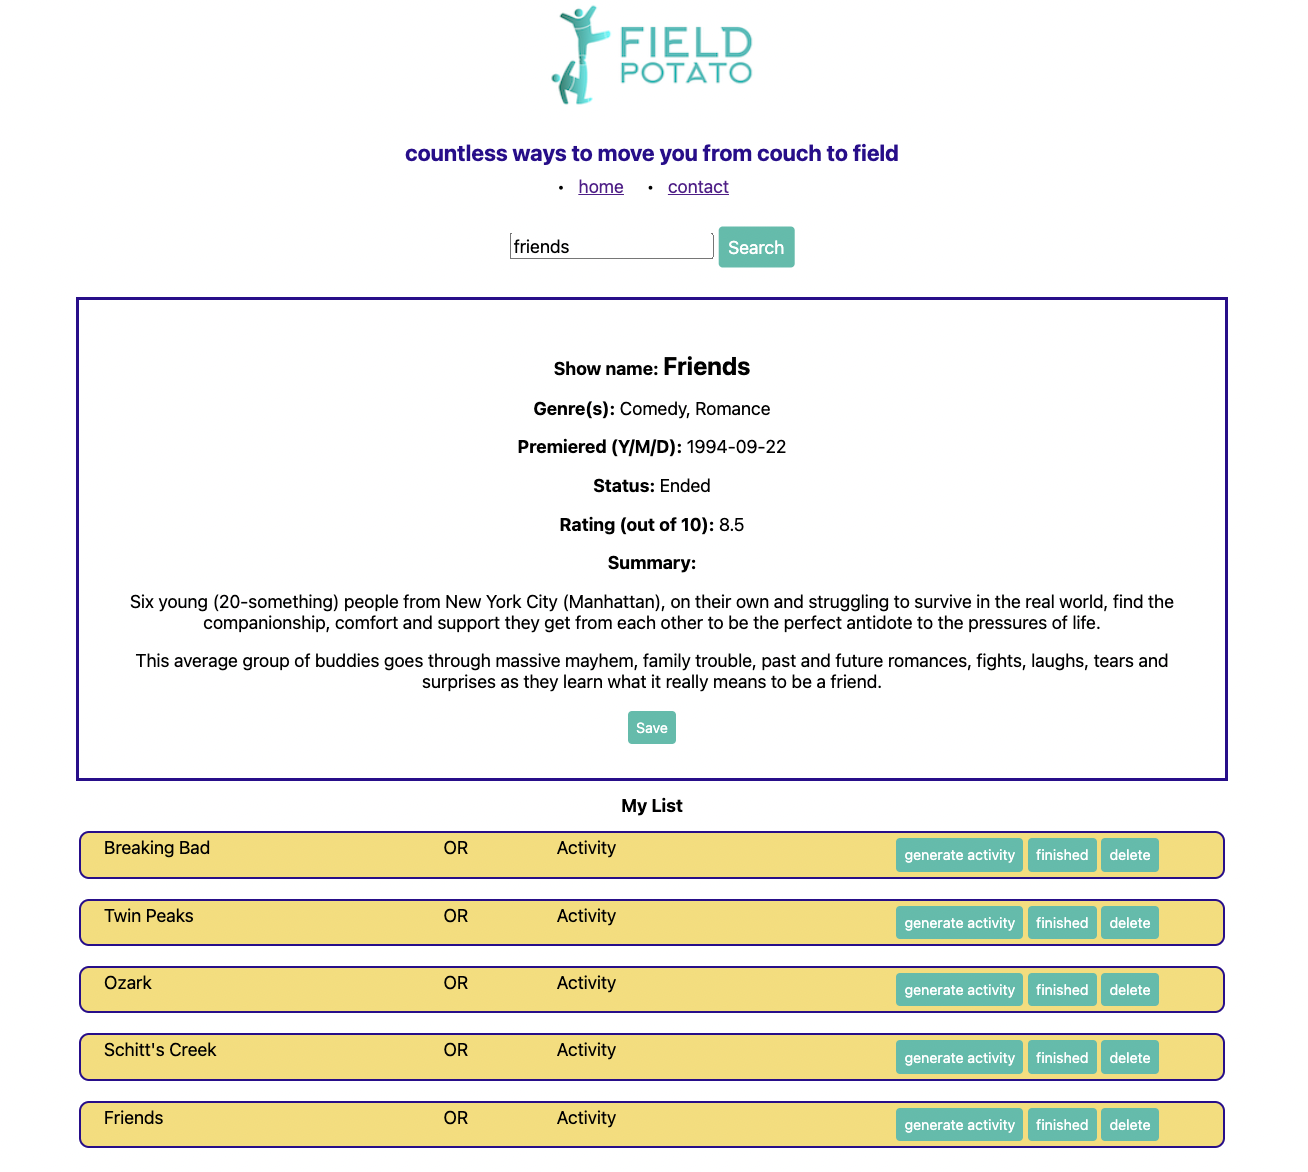 FIELD
POTATO
countless ways to move you from couch to field
• home • contact
friends Search
Show name: Friends
Genre(s): Comedy, Romance
Premiered (Y/M/D): 1994-09-22
Status: Ended
Rating (out of 10): 8.5
Summary:
Six young (20-something) people from New York City (Manhattan), on their own and struggling to survive in the real world, find the
companionship, comfort and support they get from each other to be the perfect antidote to the pressures of life.
This average group of buddies goes through massive mayhem, family trouble, past and future romances, fights, laughs, tears and
surprises as they learn what it really means to be a friend.
Save
My List
Breaking Bad OR Activity generate activity finished delete
Twin Peaks OR Activity generate activity finished delete
Ozark OR Activity generate activity finished delete
Schitt's Creek OR Activity generate activity finished delete
Friends OR Activity generate activity finished delete